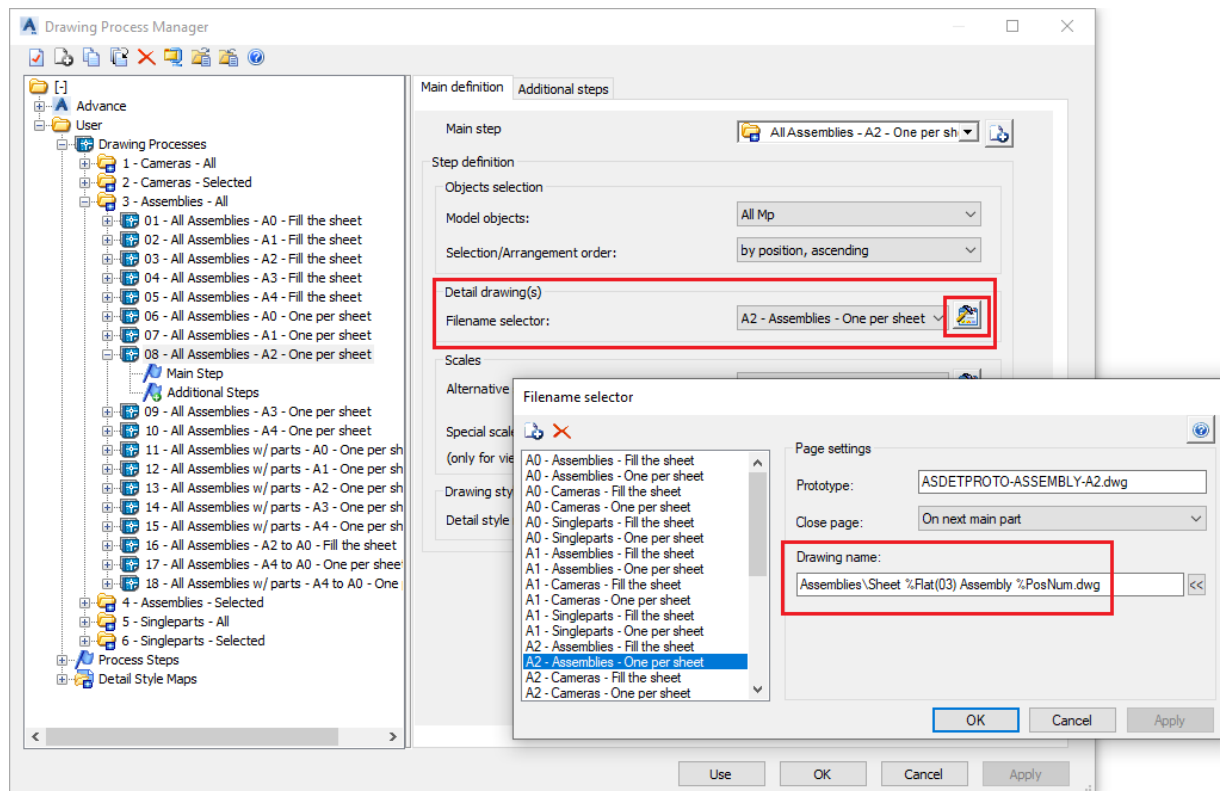 Drawing Process Manager
[-]
Advance
User
Drawing Processes
1 - Cameras - All
2 - Cameras - Selected
3 - Assemblies - All
01 - All Assemblies - A0 - Fill the sheet
02 - All Assemblies - A1 - Fill the sheet
03 - All Assemblies - A2 - Fill the sheet
04 - All Assemblies - A3 - Fill the sheet
05 - All Assemblies - A4 - Fill the sheet
06 - All Assemblies - A0 - One per sheet
07 - All Assemblies - A1 - One per sheet
08 - All Assemblies - A2 - One per sheet
Main Step
Additional Steps
09 - All Assemblies - A3 - One per sheet
10 - All Assemblies - A4 - One per sheet
11 - All Assemblies w/ parts - A0 - One per sh
12 - All Assemblies w/ parts - A1 - One per sh
13 - All Assemblies w/ parts - A2 - One per sh
14 - All Assemblies w/ parts - A3 - One per sh
15 - All Assemblies w/ parts - A4 - One per sh
16 - All Assemblies - A2 to A0 - Fill the sheet
17 - All Assemblies - A4 to A0 - One per shee
18 - All Assemblies w/ parts - A4 to A0 - One
4 - Assemblies - Selected
5 - Singleparts - All
6 - Singleparts - Selected
Process Steps
Detail Style Maps
Main definition
Additional steps
Main step
All Assemblies - A2 - One per sh
Step definition
Objects selection
Model objects:
All Mp
Selection/Arrangement order:
by position, ascending
Detail drawing(s)
Filename selector:
A2 - Assemblies - One per sheet
Scales
Alternative
Special scale
(only for vie
Drawing sty
Detail style
Filename selector
A0 - Assemblies - Fill the sheet
A0 - Assemblies - One per sheet
A0 - Cameras - Fill the sheet
A0 - Cameras - One per sheet
A0 - Singleparts - Fill the sheet
A0 - Singleparts - One per sheet
A1 - Assemblies - Fill the sheet
A1 - Assemblies - One per sheet
A1 - Cameras - Fill the sheet
A1 - Cameras - One per sheet
A1 - Singleparts - Fill the sheet
A1 - Singleparts - One per sheet
A2 - Assemblies - Fill the sheet
A2 - Assemblies - One per sheet
A2 - Cameras - Fill the sheet
A2 - Cameras - One per sheet
Page settings
Prototype:
ASDETPROTO-ASSEMBLY-A2.dwg
Close page:
On next main part
Drawing name:
Assemblies\Sheet %Flat(03) Assembly %PosNum.dwg
<<
OK
Cancel
Apply
Use
OK
Cancel
Apply